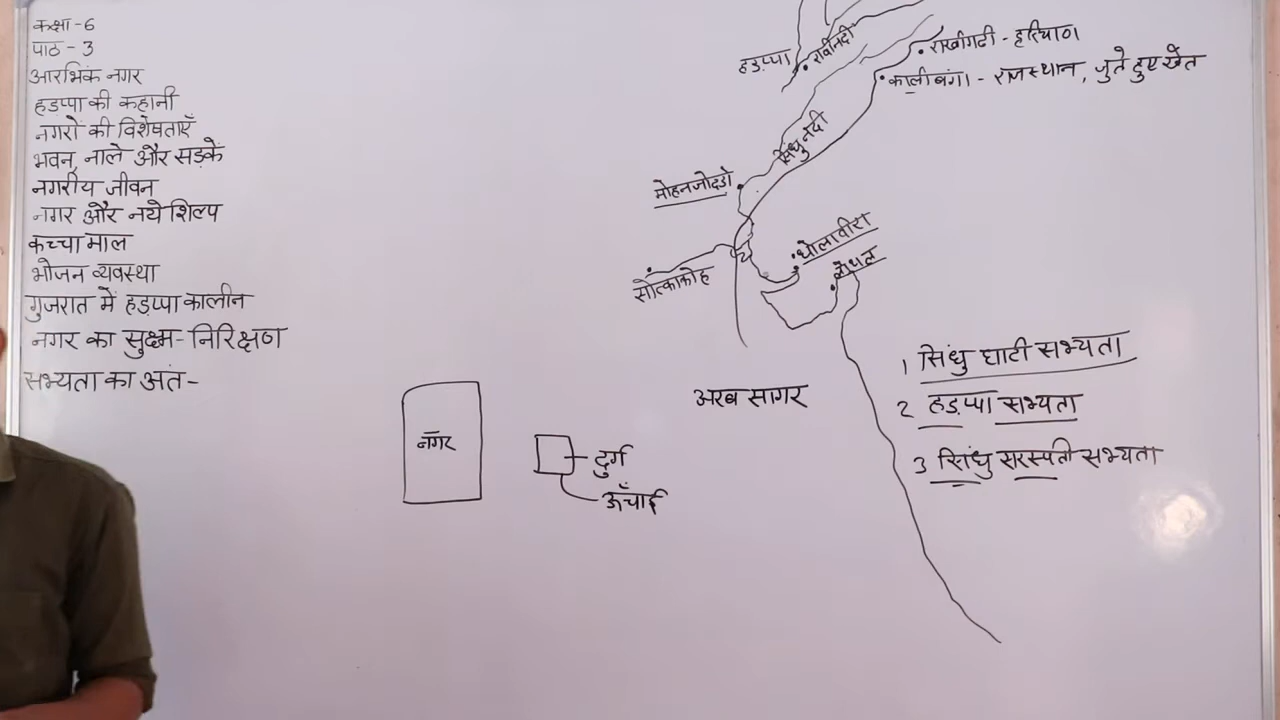 कक्षा-6
पाठ-3
आरंभिक नगर
हड़प्पा की कहानी
नगरों की विशेषताएँ
भवन, नाले और सड़कें
नगरीय जीवन
नगर और नये शिल्प
कच्चा माल
भोजन व्यवस्था
गुजरात में हड़प्पा कालीन
नगर का सुक्ष्म-निरिक्षण
सभ्यता का अंत-
हड़प्पा
रावी नदी
राखीगढी - हरियाणा
कालीबंगा - राजस्थान, जुते हुए खेत
सिंधु नदी
मोहनजोदड़ो
धोलावीरा
सोत्काकोह
अरब सागर
नगर
दुर्ग
ऊँचाई
1 सिंधु घाटी सभ्यता
2 हड़प्पा सभ्यता
3 सिंधु सरस्वती सभ्यता